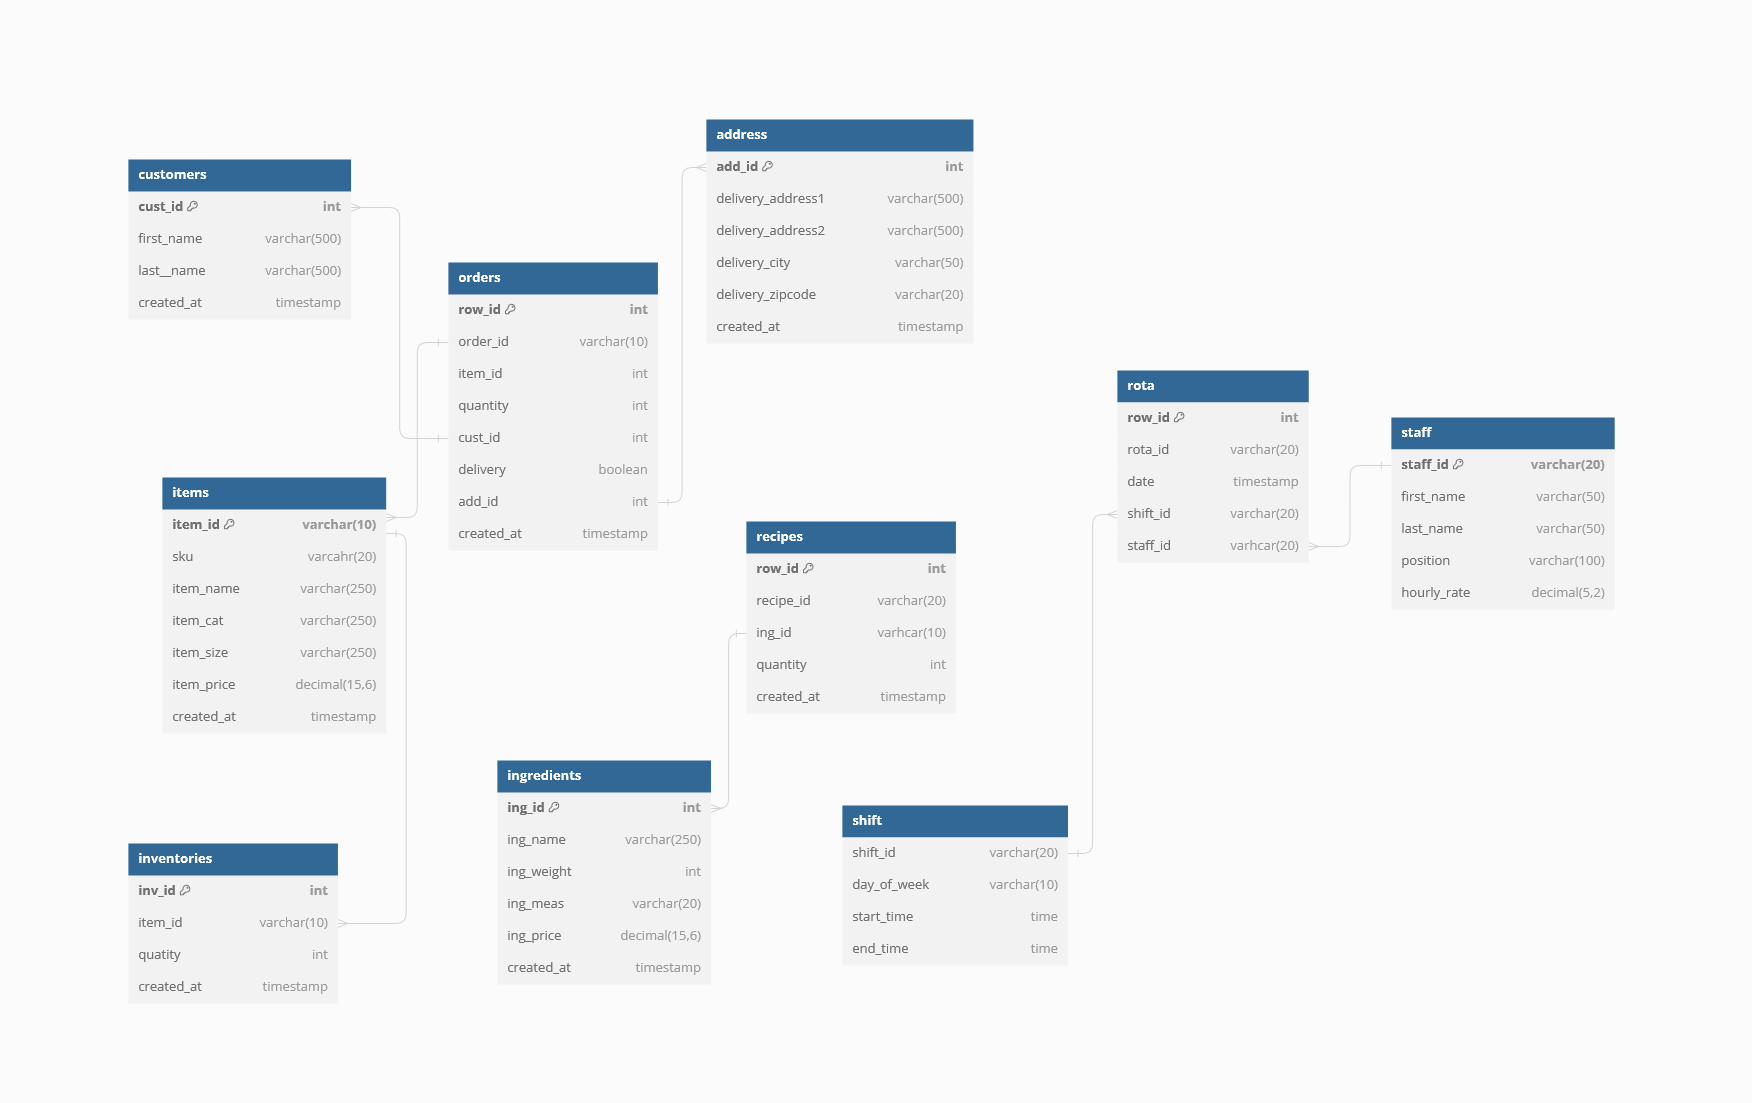 address
add_id int
delivery_address1 varchar(500)
delivery_address2 varchar(500)
delivery_city varchar(50)
delivery_zipcode varchar(20)
created_at timestamp
customers
cust_id int
first_name varchar(500)
last__name varchar(500)
created_at timestamp
orders
row_id int
order_id varchar(10)
item_id int
quantity int
cust_id int
delivery boolean
add_id int
created_at timestamp
rota
row_id int
rota_id varchar(20)
date timestamp
shift_id varchar(20)
staff_id varhcar(20)
staff
staff_id varchar(20)
first_name varchar(50)
last_name varchar(50)
position varchar(100)
hourly_rate decimal(5,2)
items
item_id varchar(10)
sku varcahr(20)
item_name varchar(250)
item_cat varchar(250)
item_size varchar(250)
item_price decimal(15,6)
created_at timestamp
recipes
row_id int
recipe_id varchar(20)
ing_id varhcar(10)
quantity int
created_at timestamp
ingredients
ing_id int
ing_name varchar(250)
ing_weight int
ing_meas varchar(20)
ing_price decimal(15,6)
created_at timestamp
shift
shift_id varchar(20)
day_of_week varchar(10)
start_time time
end_time time
inventories
inv_id int
item_id varchar(10)
quatity int
created_at timestamp